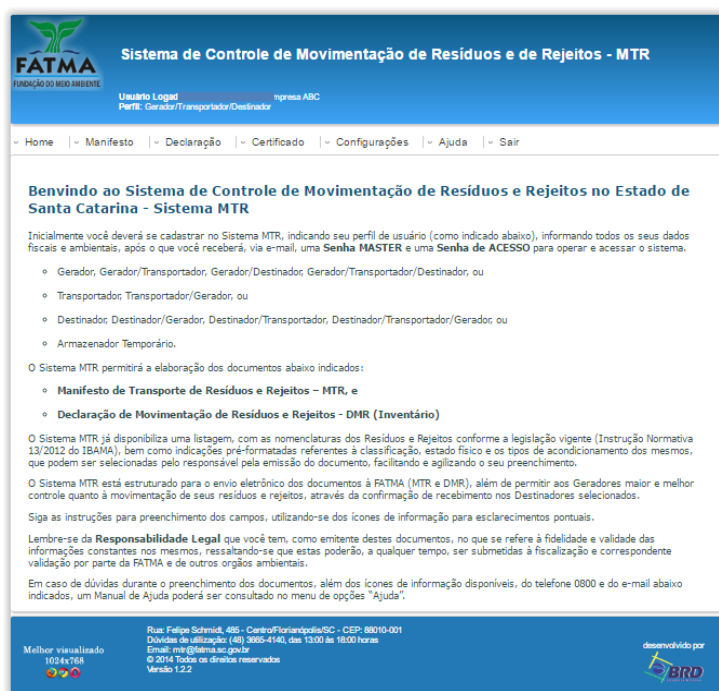 FATMA
FUNDAÇÃO DO MEIO AMBIENTE
Sistema de Controle de Movimentação de Resíduos e de Rejeitos - MTR
Usuário Logad mpresa ABC
Perfil: Gerador/Transportador/Destinador
Home Manifesto Declaração Certificado Configurações Ajuda Sair
Benvindo ao Sistema de Controle de Movimentação de Resíduos e Rejeitos no Estado de
Santa Catarina - Sistema MTR
Inicialmente você deverá se cadastrar no Sistema MTR, indicando seu perfil de usuário (como indicado abaixo), informando todos os seus dados
fiscais e ambientais, após o que você receberá, via e-mail, uma Senha MASTER e uma Senha de ACESSO para operar e acessar o sistema.
Gerador, Gerador/Transportador, Gerador/Destinador, Gerador/Transportador/Destinador, ou
Transportador, Transportador/Gerador, ou
Destinador, Destinador/Gerador, Destinador/Transportador, Destinador/Transportador/Gerador, ou
Armazenador Temporário.
O Sistema MTR permitirá a elaboração dos documentos abaixo indicados:
Manifesto de Transporte de Resíduos e Rejeitos – MTR, e
Declaração de Movimentação de Resíduos e Rejeitos - DMR (Inventário)
O Sistema MTR já disponibiliza uma listagem, com as nomenclaturas dos Resíduos e Rejeitos conforme a legislação vigente (Instrução Normativa
13/2012 do IBAMA), bem como indicações pré-formatadas referentes à classificação, estado físico e os tipos de acondicionamento dos mesmos,
que podem ser selecionadas pelo responsável pela emissão do documento, facilitando e agilizando o seu preenchimento.
O Sistema MTR está estruturado para o envio eletrônico dos documentos à FATMA (MTR e DMR), além de permitir aos Geradores maior e melhor
controle quanto à movimentação de seus resíduos e rejeitos, através da confirmação de recebimento nos Destinadores selecionados.
Siga as instruções para preenchimento dos campos, utilizando-se dos ícones de informação para esclarecimentos pontuais.
Lembre-se da Responsabilidade Legal que você tem, como emitente destes documentos, no que se refere à fidelidade e validade das
informações constantes nos mesmos, ressaltando-se que estas poderão, a qualquer tempo, ser submetidas à fiscalização e correspondente
validação por parte da FATMA e de outros orgãos ambientais.
Em caso de dúvidas durante o preenchimento dos documentos, além dos ícones de informação disponíveis, do telefone 0800 e do e-mail abaixo
indicados, um Manual de Ajuda poderá ser consultado no menu de opções "Ajuda".
Melhor visualizado
1024x768
Rua: Felipe Schmidt, 485 - Centro/Florianópolis/SC - CEP: 88010-001
Dúvidas de utilização: (48) 3665-4140, das 13:00 às 18:00 horas
Email: mtr@fatma.sc.gov.br
© 2014 Todos os direitos reservados
Versão 1.2.2
desenvolvido por
BRD